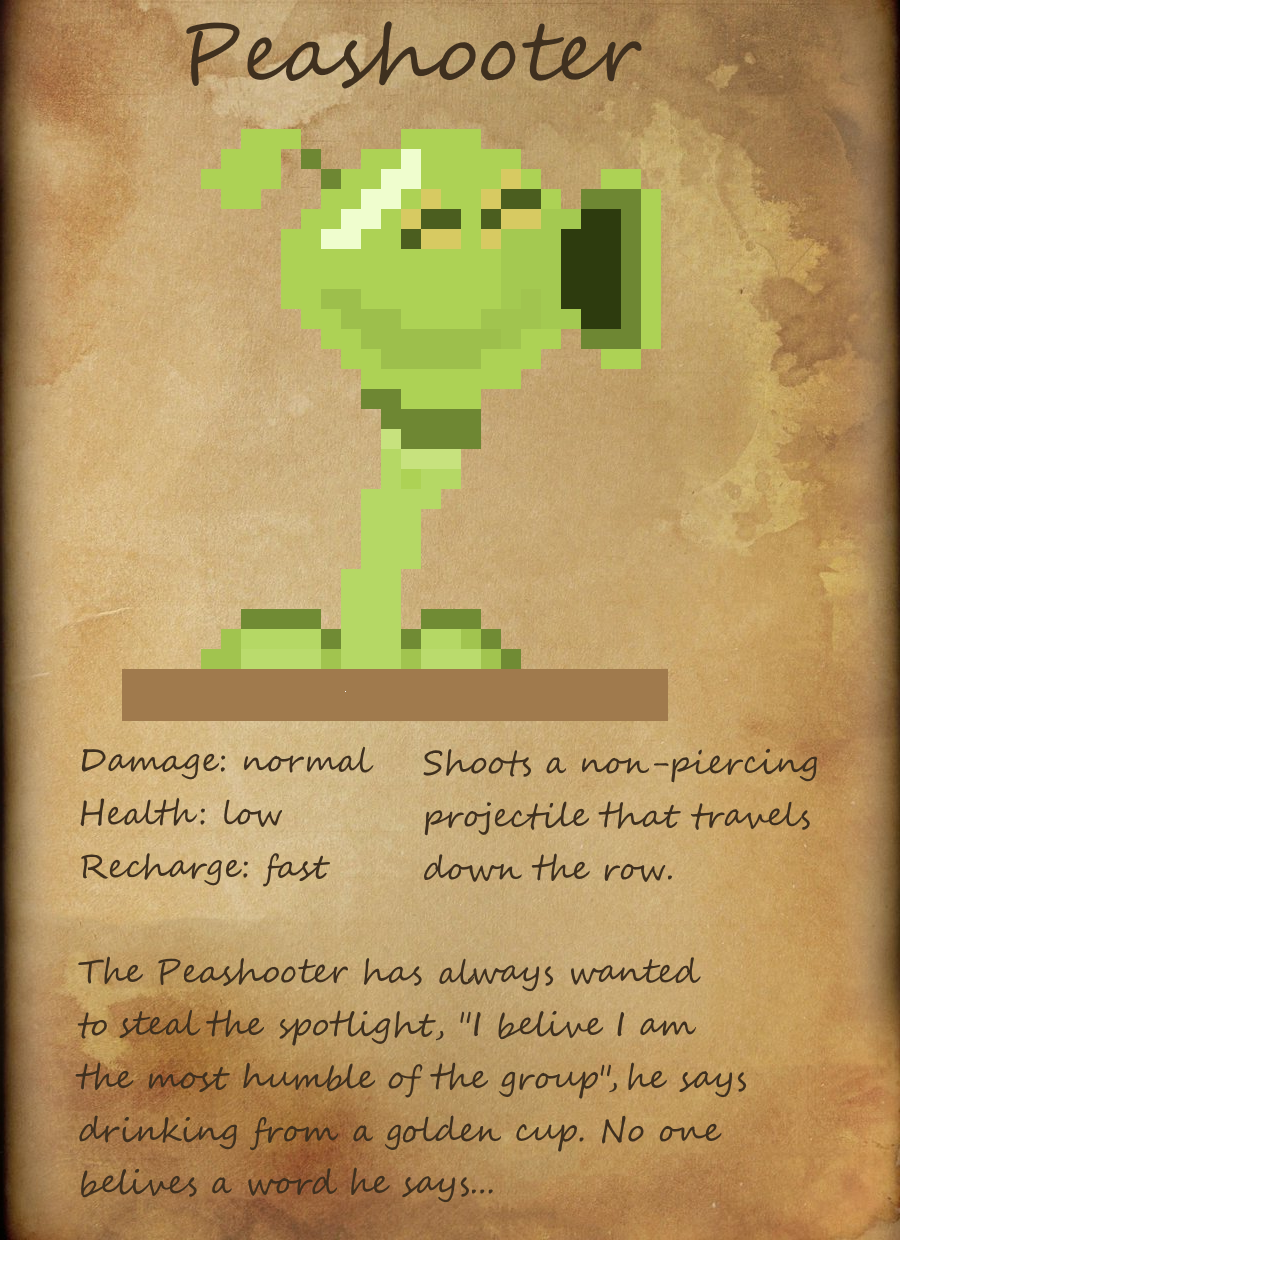 Peashooter
Damage: normal
Health: low
Recharge: fast
Shoots a non-piercing
projectile that travels
down the row.
The Peashooter has always wanted
to steal the spotlight, "I belive I am
the most humble of the group", he says
drinking from a golden cup. No one
belives a word he says...